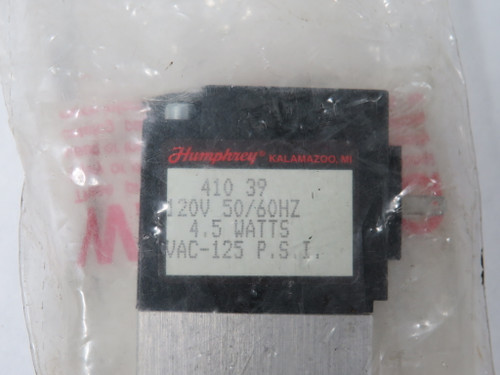 Humphrey® KALAMAZOO, MI
410 39
120V 50/60HZ
4.5 WATTS
VAC-125 P.S.I.